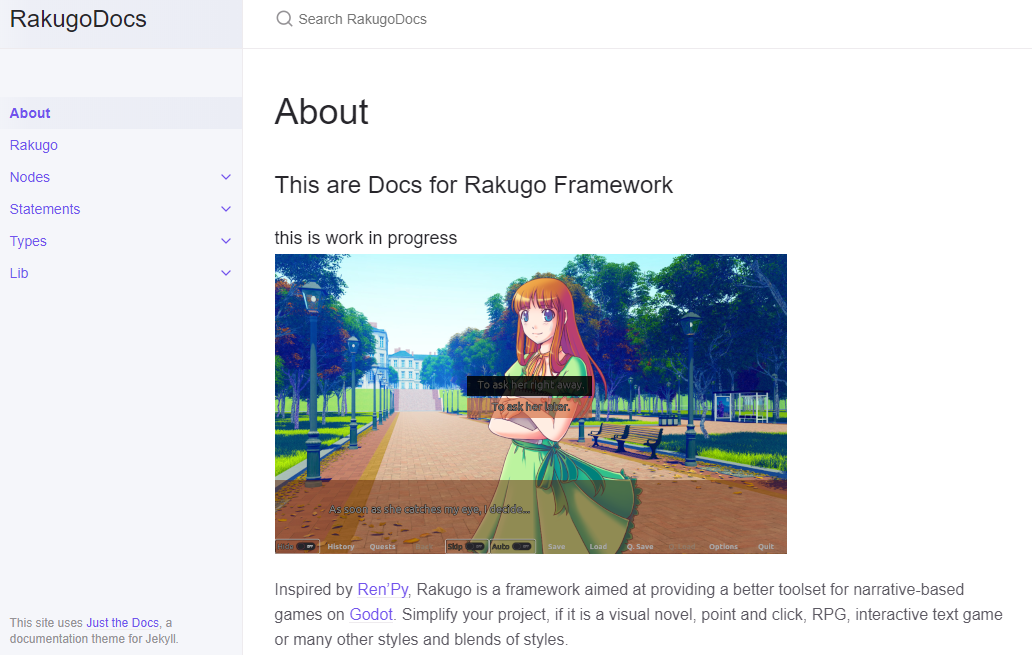 RakugoDocs
Search RakugoDocs
About
Rakugo
Nodes
Statements
Types
Lib
This site uses Just the Docs, a
documentation theme for Jekyll.
About
This are Docs for Rakugo Framework
this is work in progress
To ask her right away.
To ask her later.
As soon as she catches my eye, I decide...
History Quests Skip Auto Save Load Q.Save Options Quit
Inspired by Ren'Py, Rakugo is a framework aimed at providing a better toolset for narrative-based
games on Godot. Simplify your project, if it is a visual novel, point and click, RPG, interactive text game
or many other styles and blends of styles.